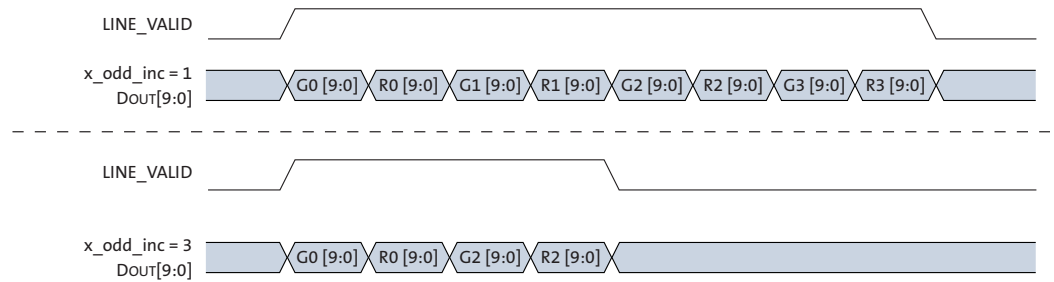 LINE_VALID
x_odd_inc = 1
DOUT[9:0]
G0 [9:0] R0 [9:0] G1 [9:0] R1 [9:0] G2 [9:0] R2 [9:0] G3 [9:0] R3 [9:0]
LINE_VALID
x_odd_inc = 3
DOUT[9:0]
G0 [9:0] R0 [9:0] G2 [9:0] R2 [9:0]